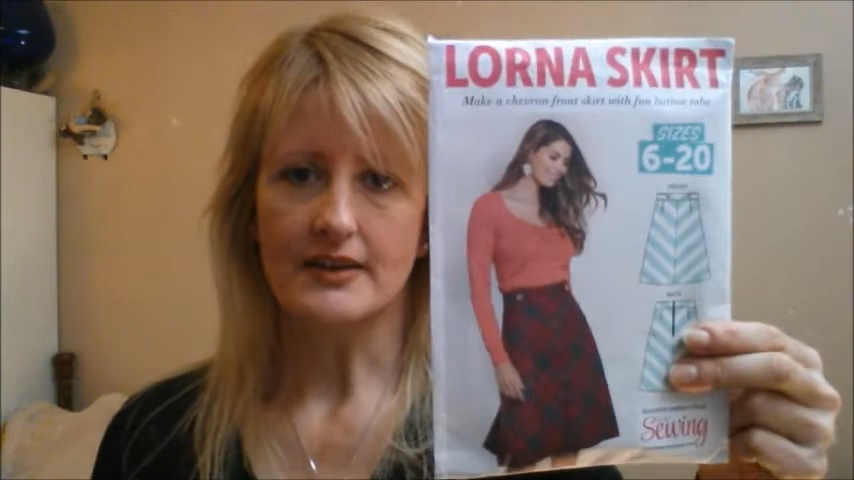 LORNA SKIRT
Make a chevron-front skirt with fun button tabs
SIZES
6-20
FRONT
BACK
Sewing